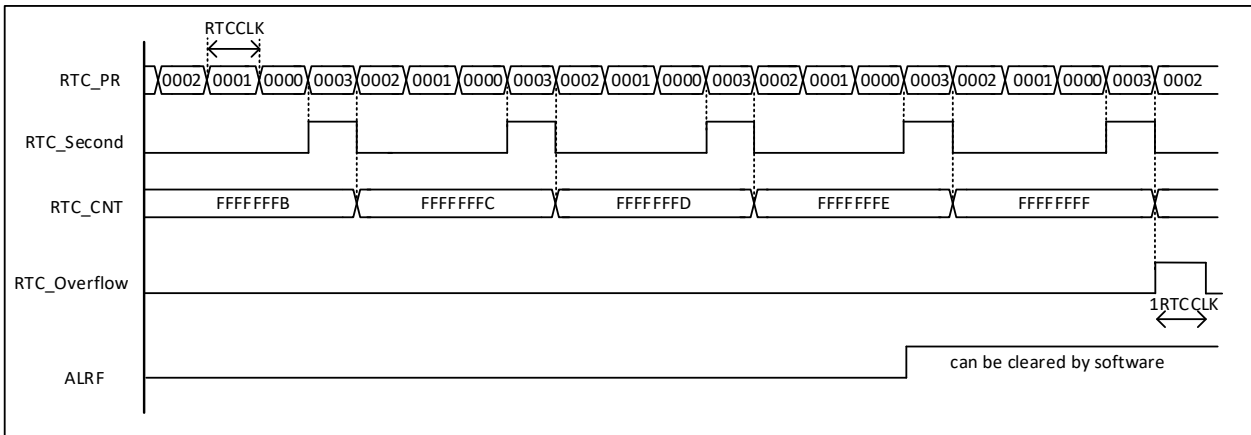 RTCCLK
RTC_PR 0002 0001 0000 0003 0002 0001 0000 0003 0002 0001 0000 0003 0002 0001 0000 0003 0002 0001 0000 0003 0002
RTC_Second
RTC_CNT FFFFFFFB FFFFFFFC FFFFFFFD FFFFFFFE FFFFFFFF
RTC_Overflow
1RTCCLK
can be cleared by software
ALRF